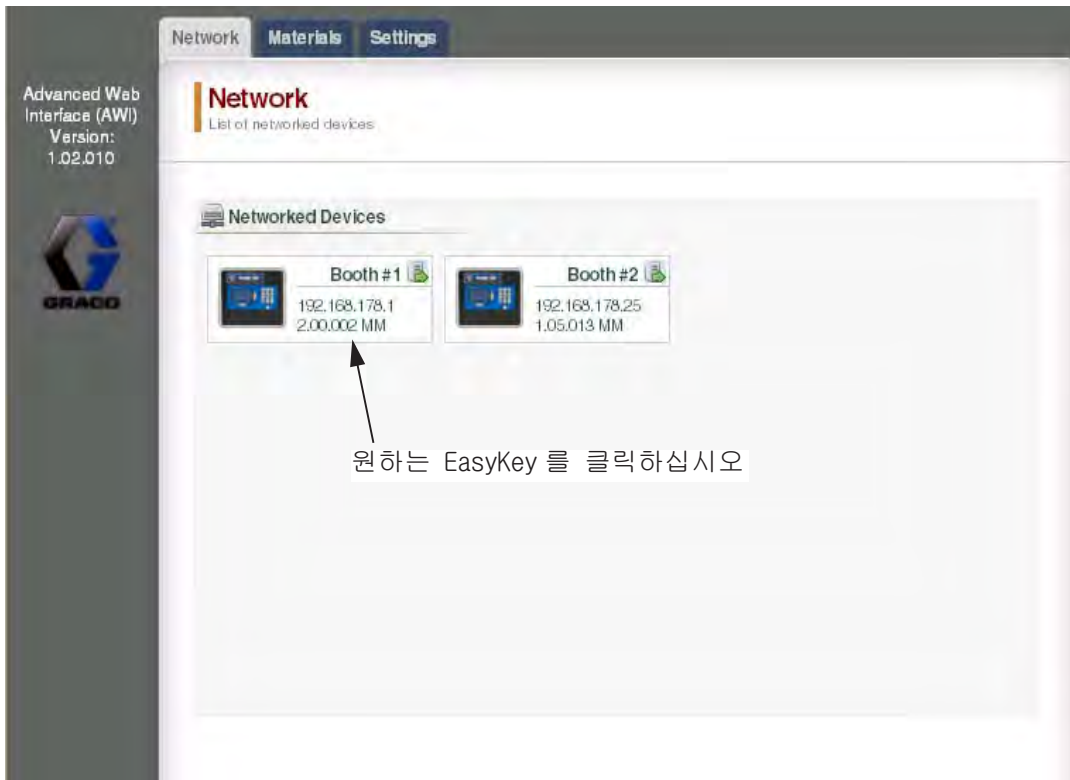 Network Materials Settings
Advanced Web
Interface (AWI)
Version:
1.02.010
GRACO
Network
List of networked devices
Networked Devices
Booth #1
192.168.178.1
2.00.002 MM
Booth #2
192.168.178.25
1.05.013 MM
원하는 EasyKey 를 클릭하십시오